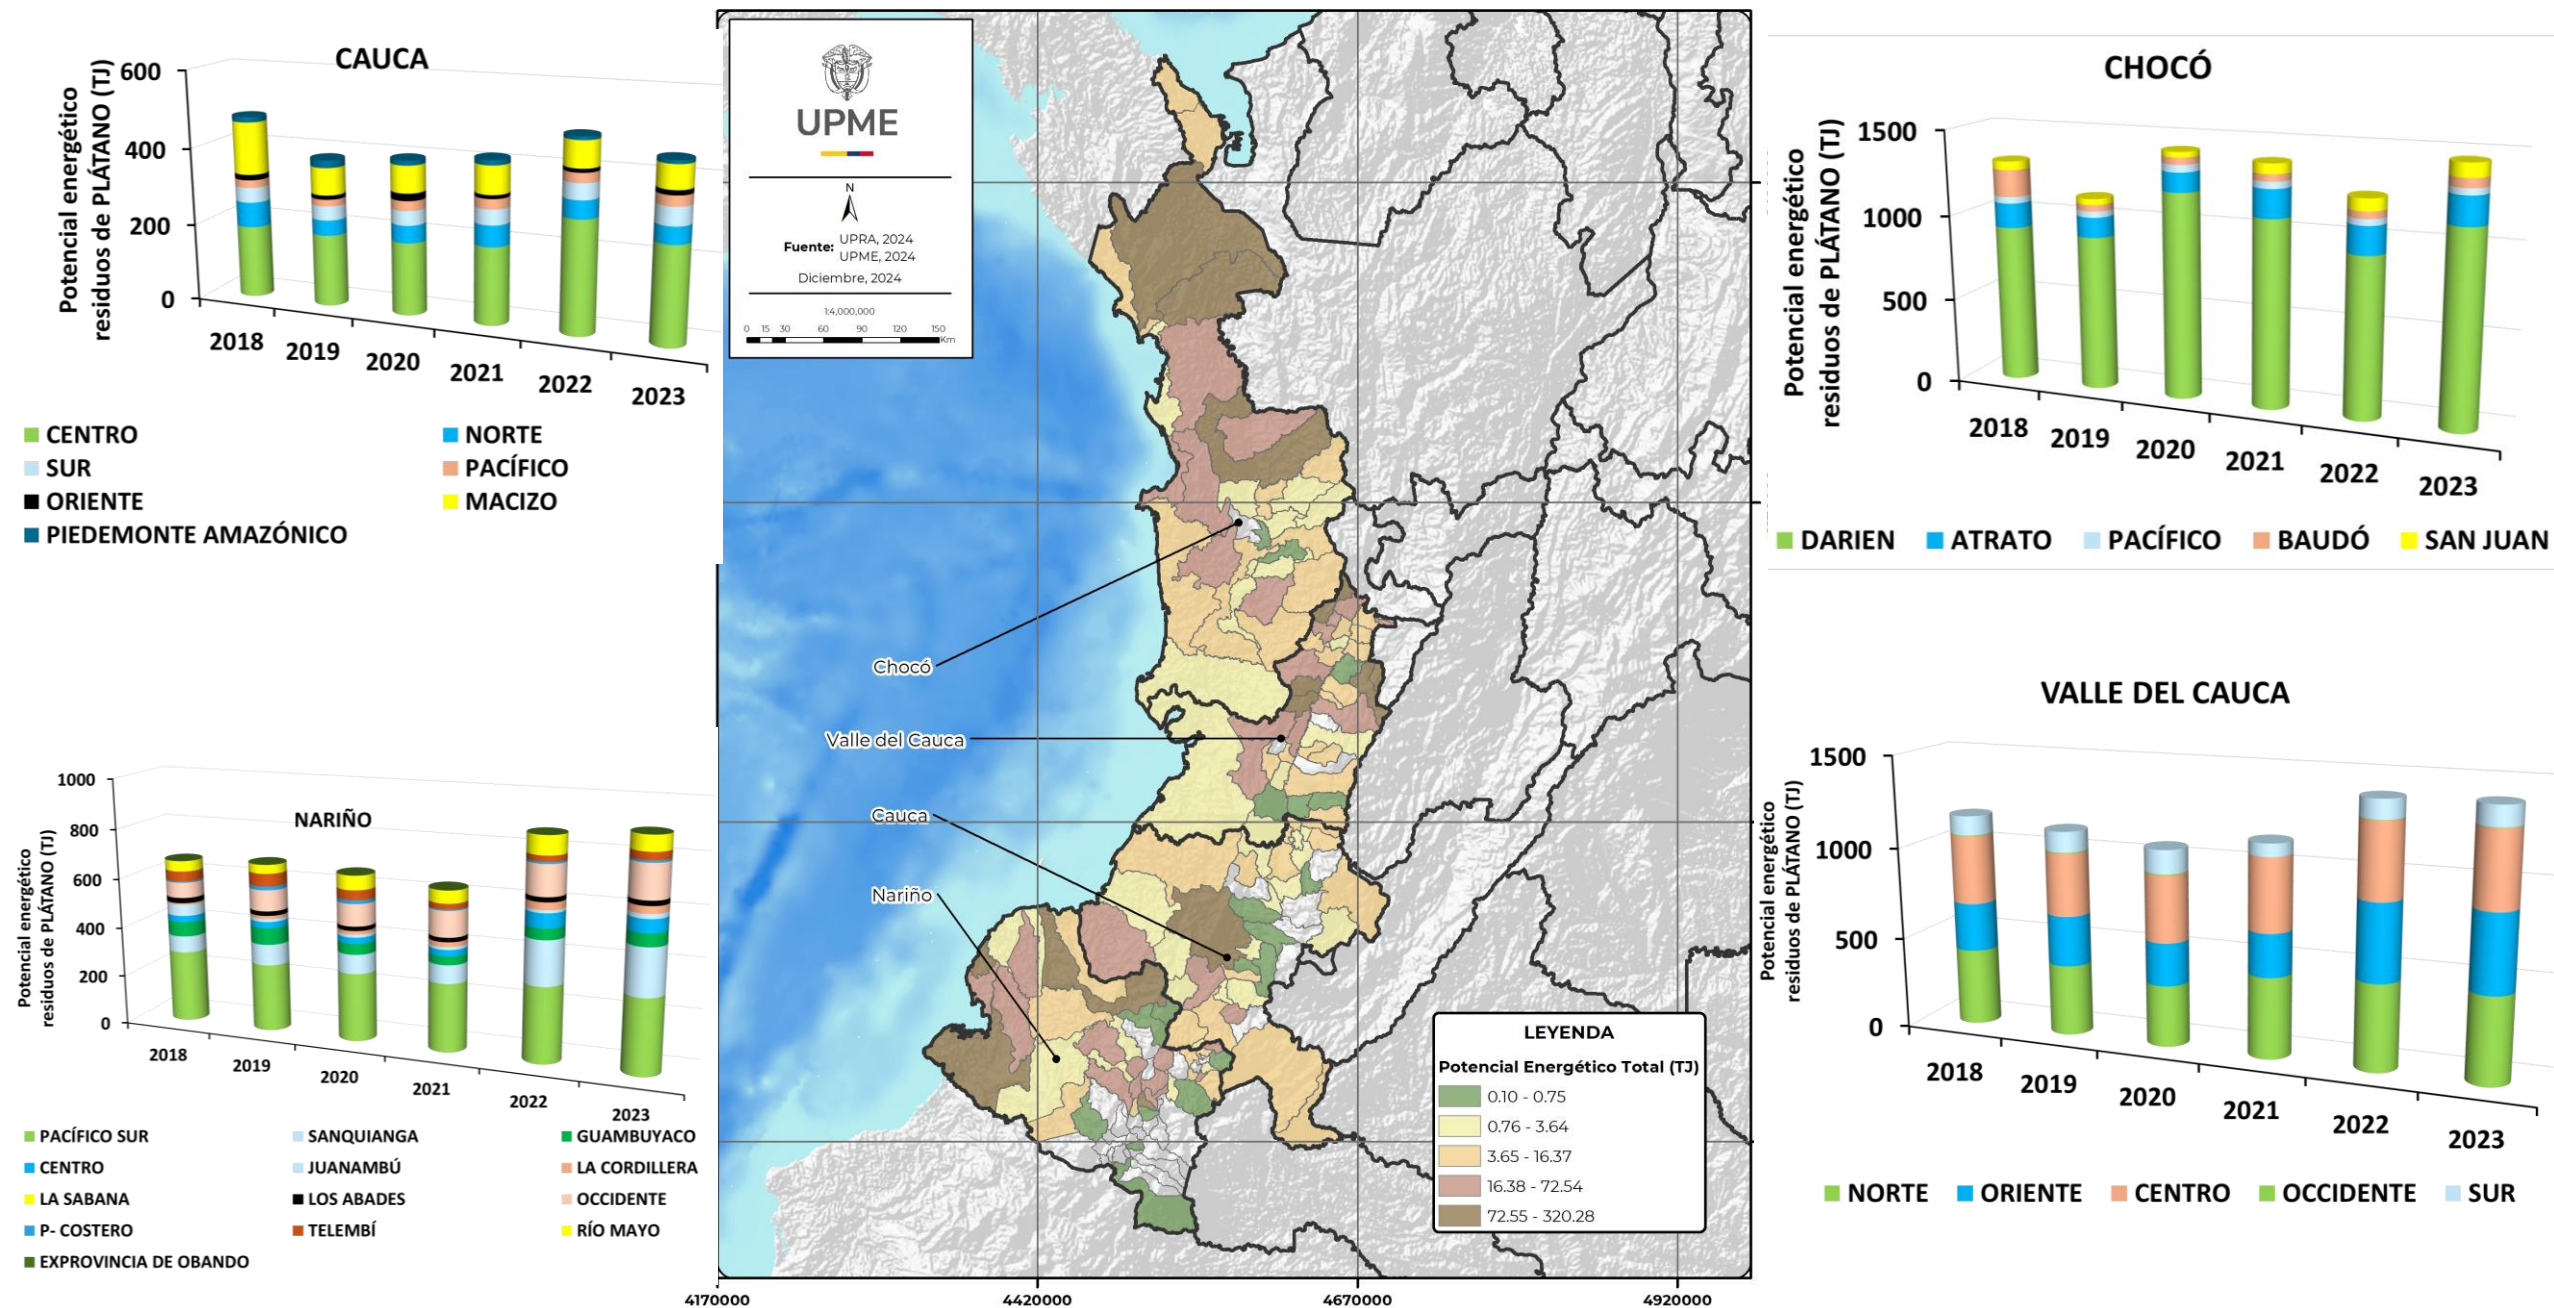 CAUCA
Potencial energético
residuos de PLÁTANO (TJ)
600
400
200
0
2018
2019
2020
2021
2022
2023
CENTRO
NORTE
SUR
PACÍFICO
ORIENTE
MACIZO
PIEDEMONTE AMAZÓNICO
NARIÑO
Potencial energético
residuos de PLÁTANO (TJ)
1000
800
600
400
200
0
2018
2019
2020
2021
2022
2023
PACÍFICO SUR
SANQUIANGA
GUAMBUYACO
CENTRO
JUANAMBÚ
LA CORDILLERA
LA SABANA
LOS ABADES
OCCIDENTE
P- COSTERO
TELEMBÍ
RÍO MAYO
EXPROVINCIA DE OBANDO
UPME
N
Fuente: UPRA, 2024
UPME, 2024
Diciembre, 2024
1:4,000,000
0 15 30 60 90 120 150
Km
Chocó
Valle del Cauca
Cauca
Nariño
LEYENDA
Potencial Energético Total (TJ)
0.10 - 0.75
0.76 - 3.64
3.65 - 16.37
16.38 - 72.54
72.55 - 320.28
4170000
4420000
4670000
4920000
CHOCÓ
Potencial energético
residuos de PLÁTANO (TJ)
1500
1000
500
0
2018
2019
2020
2021
2022
2023
DARIEN
ATRATO
PACÍFICO
BAUDÓ
SAN JUAN
VALLE DEL CAUCA
Potencial energético
residuos de PLÁTANO (TJ)
1500
1000
500
0
2018
2019
2020
2021
2022
2023
NORTE
ORIENTE
CENTRO
OCCIDENTE
SUR